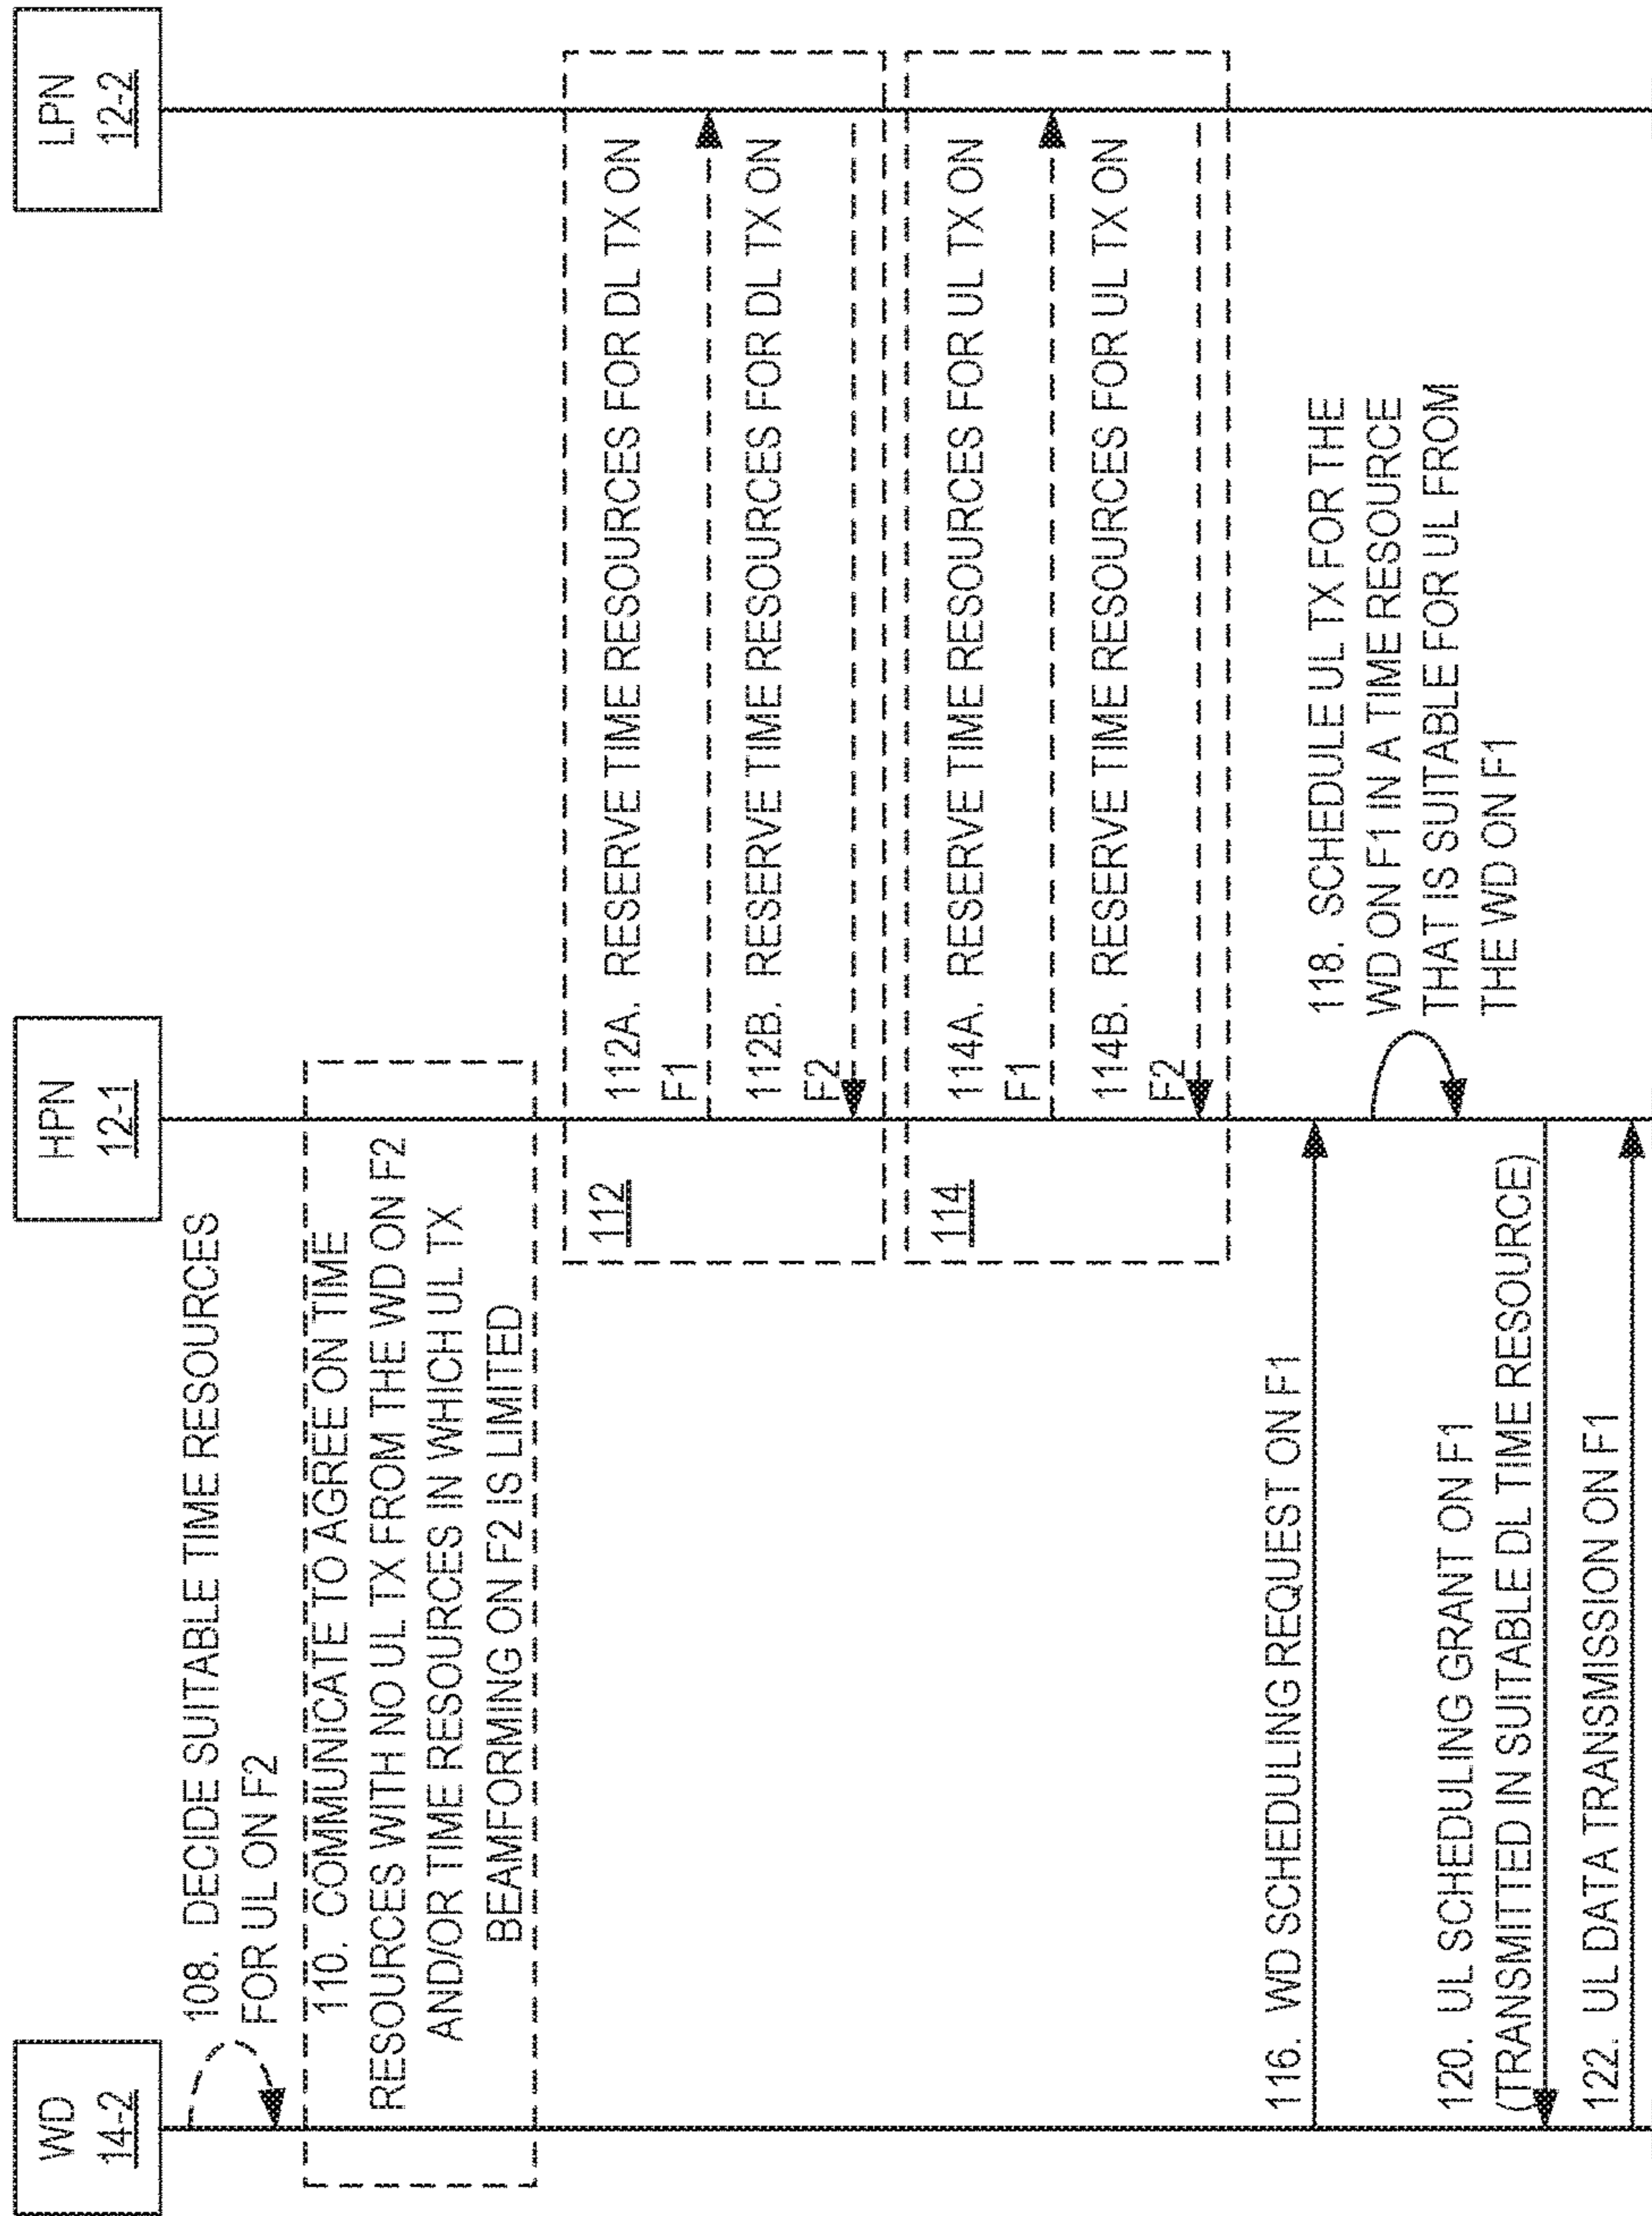 WD
14-2
HPN
12-1
LPN
12-2
108. DECIDE SUITABLE TIME RESOURCES
FOR UL ON F2
110. COMMUNICATE TO AGREE ON TIME
RESOURCES WITH NO UL TX FROM THE WD ON F2
AND/OR TIME RESOURCES IN WHICH UL TX
BEAMFORMING ON F2 IS LIMITED
112
112A. RESERVE TIME RESOURCES FOR DL TX ON
F1
112B. RESERVE TIME RESOURCES FOR DL TX ON
F2
114
114A. RESERVE TIME RESOURCES FOR UL TX ON
F1
114B. RESERVE TIME RESOURCES FOR UL TX ON
F2
116. WD SCHEDULING REQUEST ON F1
118. SCHEDULE UL TX FOR THE
WD ON F1 IN A TIME RESOURCE
THAT IS SUITABLE FOR UL FROM
THE WD ON F1
120. UL SCHEDULING GRANT ON F1
(TRANSMITTED IN SUITABLE DL TIME RESOURCE)
122. UL DATA TRANSMISSION ON F1